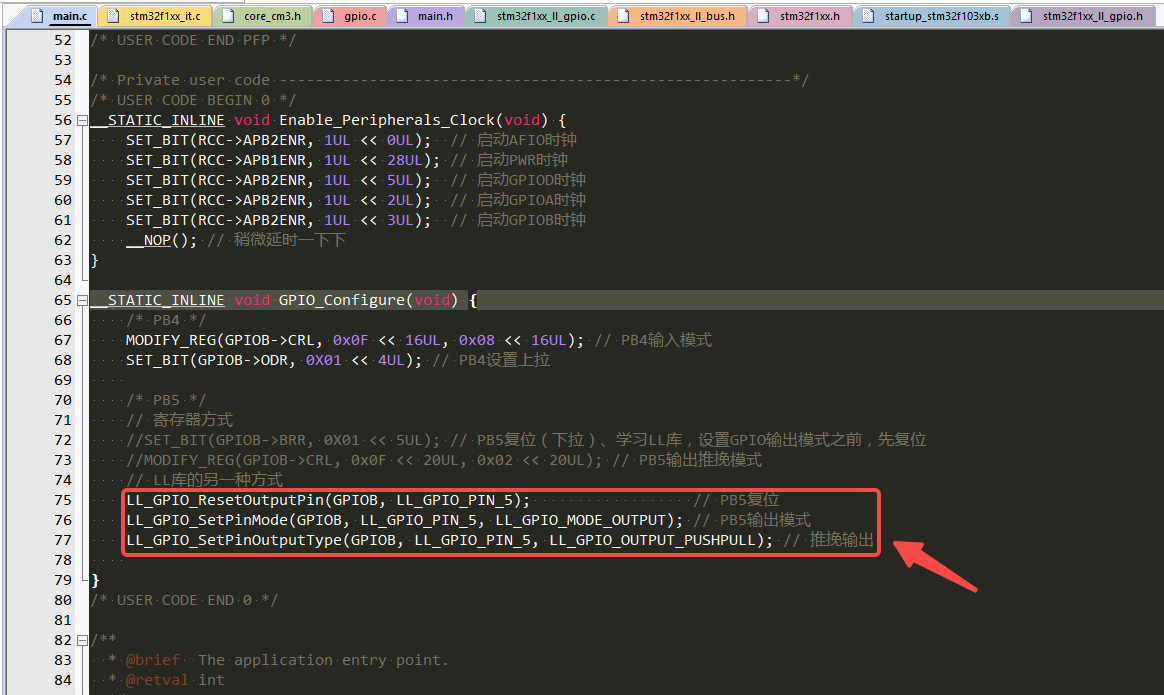 main.c stm32f1xx_it.c core_cm3.h gpio.c main.h stm32f1xx_ll_gpio.c stm32f1xx_ll_bus.h stm32f1xx.h startup_stm32f103xb.s stm32f1xx_ll_gpio.h
52 /* USER CODE END PFP */
53
54 /* Private user code ---------------------------------------------------------*/
55 /* USER CODE BEGIN 0 */
56 __STATIC_INLINE void Enable_Peripherals_Clock(void) {
57 SET_BIT(RCC->APB2ENR, 1UL << 0UL); // 启动AFIO时钟
58 SET_BIT(RCC->APB1ENR, 1UL << 28UL); // 启动PWR时钟
59 SET_BIT(RCC->APB2ENR, 1UL << 5UL); // 启动GPIOD时钟
60 SET_BIT(RCC->APB2ENR, 1UL << 2UL); // 启动GPIOA时钟
61 SET_BIT(RCC->APB2ENR, 1UL << 3UL); // 启动GPIOB时钟
62 __NOP(); // 稍微延时一下下
63 }
64
65 __STATIC_INLINE void GPIO_Configure(void) {
66 /* PB4 */
67 MODIFY_REG(GPIOB->CRL, 0x0F << 16UL, 0x08 << 16UL); // PB4输入模式
68 SET_BIT(GPIOB->ODR, 0X01 << 4UL); // PB4设置上拉
69
70 /* PB5 */
71 // 寄存器方式
72 //SET_BIT(GPIOB->BRR, 0X01 << 5UL); // PB5复位（下拉）、学习LL库，设置GPIO输出模式之前，先复位
73 //MODIFY_REG(GPIOB->CRL, 0x0F << 20UL, 0x02 << 20UL); // PB5输出推挽模式
74 // LL库的另一种方式
75 LL_GPIO_ResetOutputPin(GPIOB, LL_GPIO_PIN_5); // PB5复位
76 LL_GPIO_SetPinMode(GPIOB, LL_GPIO_PIN_5, LL_GPIO_MODE_OUTPUT); // PB5输出模式
77 LL_GPIO_SetPinOutputType(GPIOB, LL_GPIO_PIN_5, LL_GPIO_OUTPUT_PUSHPULL); // 推挽输出
78
79 }
80 /* USER CODE END 0 */
81
82 /**
83 * @brief The application entry point.
84 * @retval int